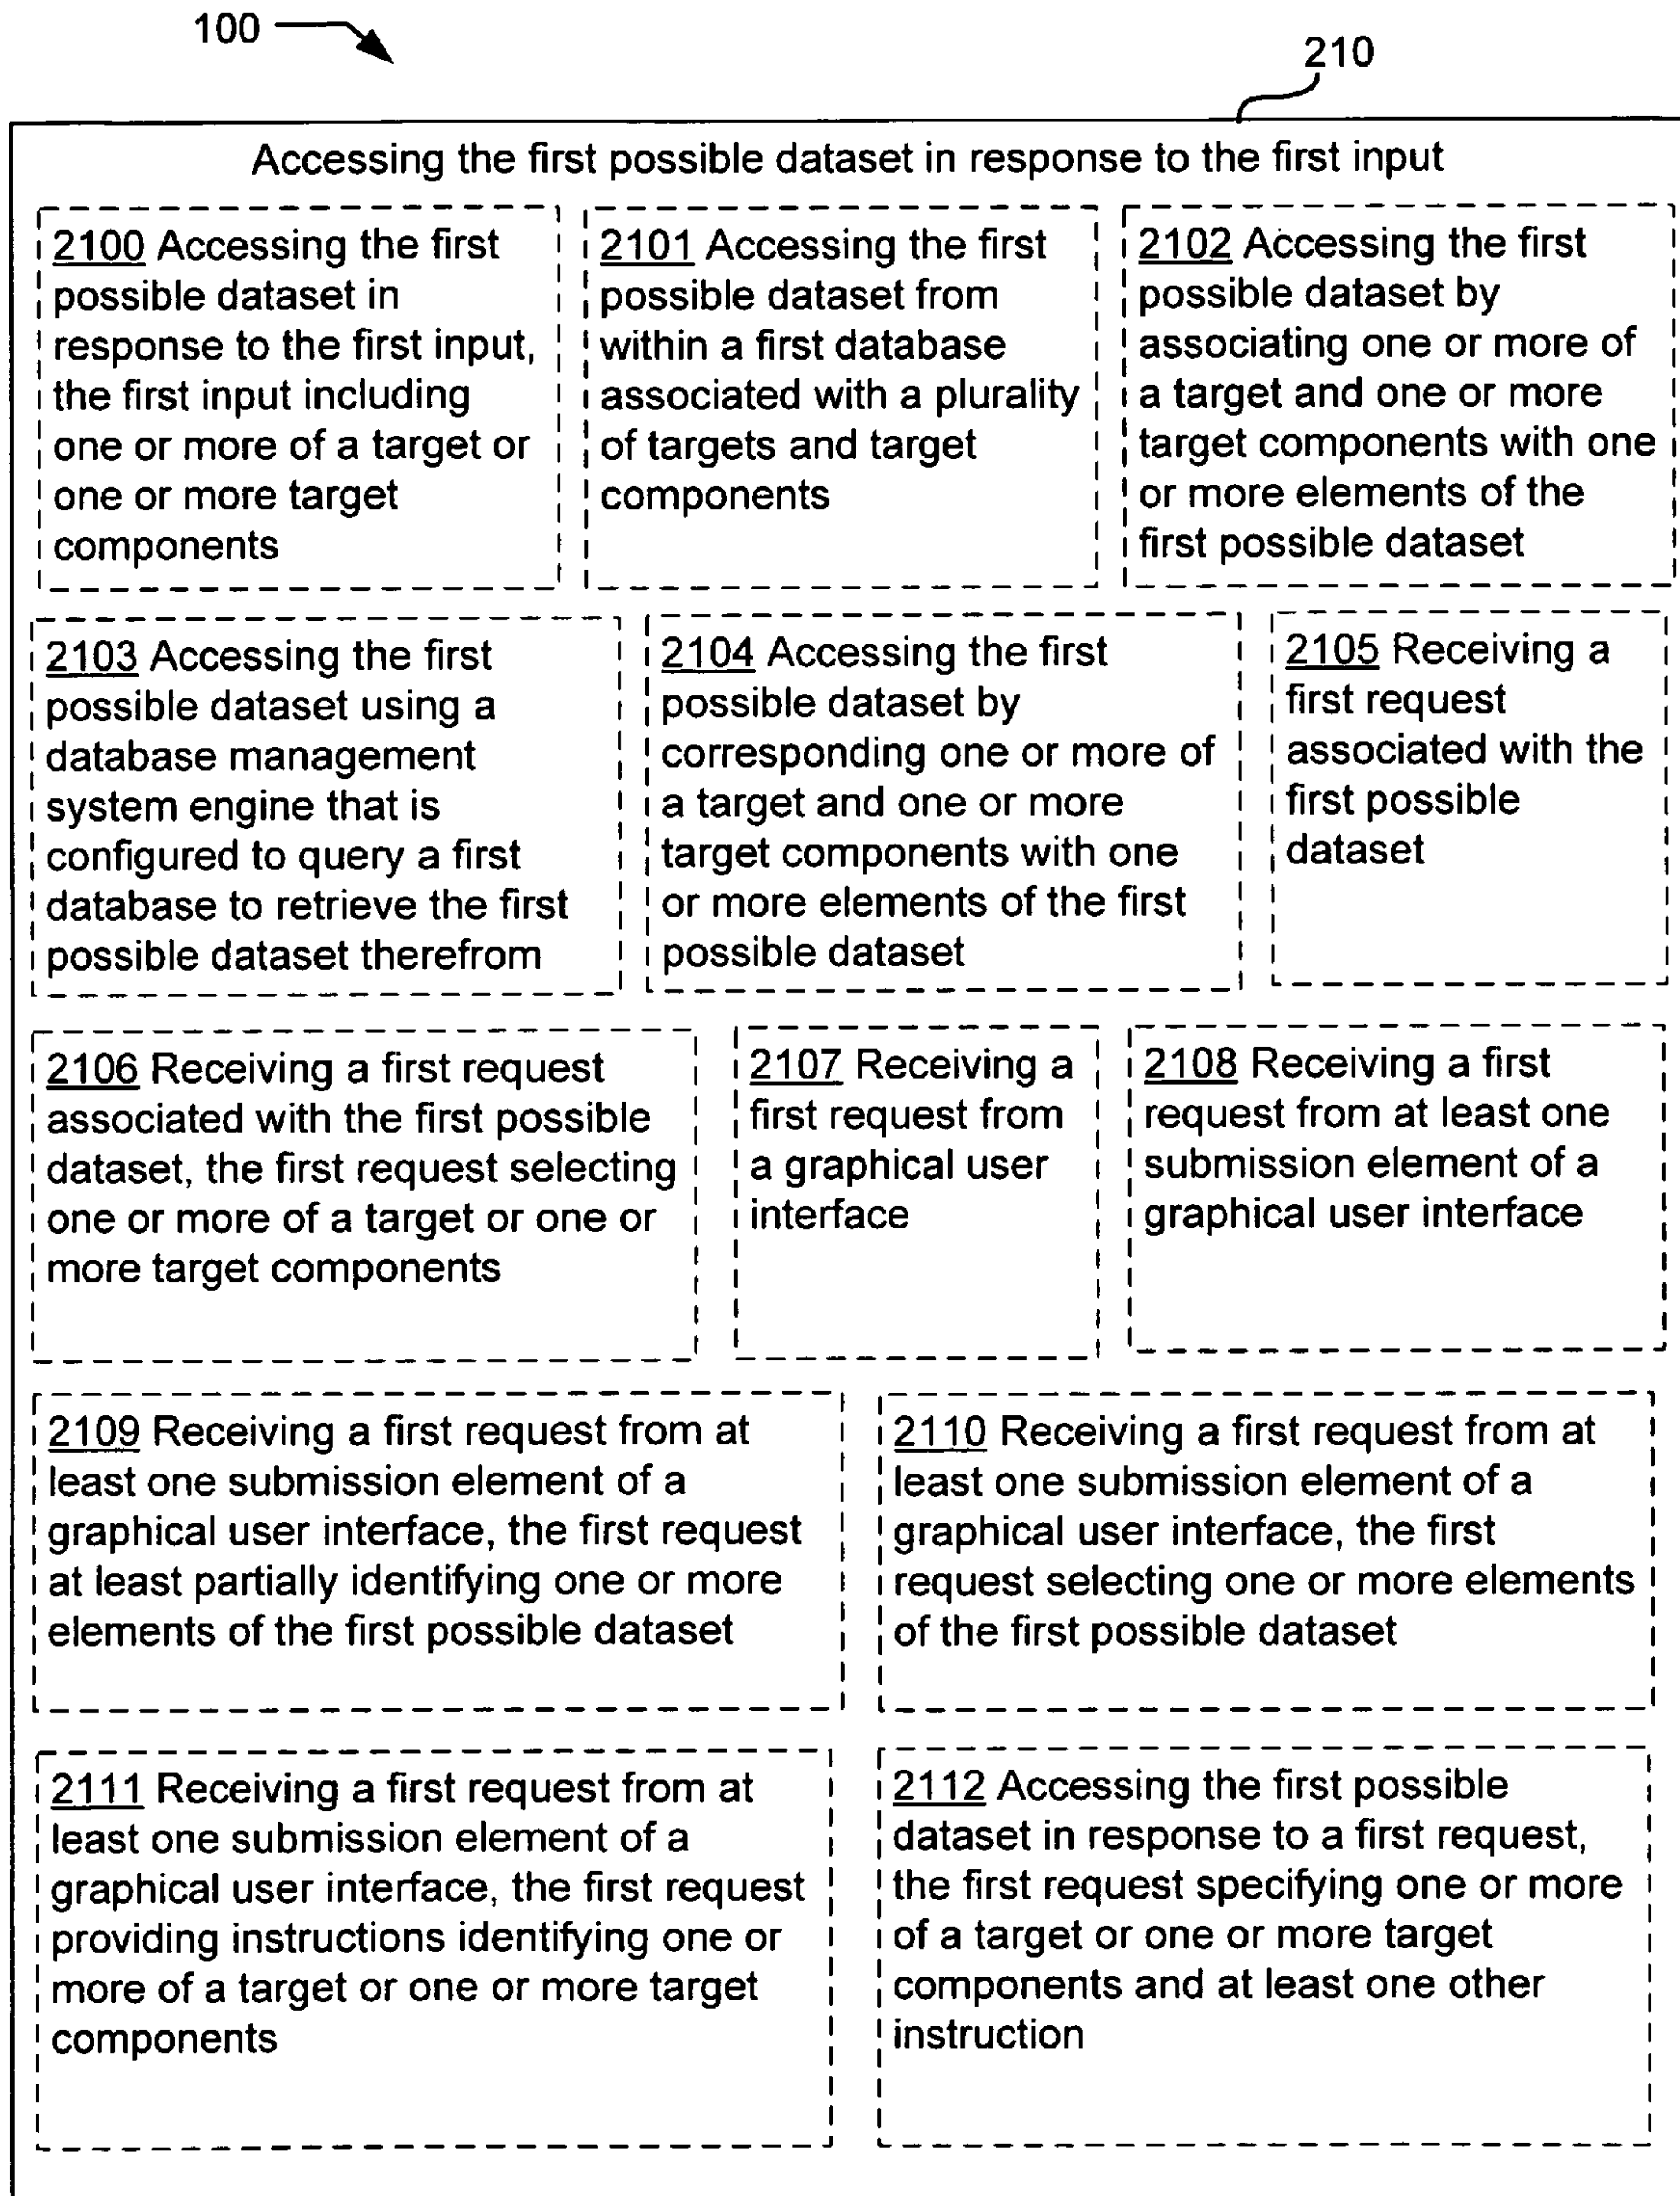 100
210
Accessing the first possible dataset in response to the first input
2100 Accessing the first
possible dataset in
response to the first input,
the first input including
one or more of a target or
one or more target
components
2101 Accessing the first
possible dataset from
within a first database
associated with a plurality
of targets and target
components
2102 Accessing the first
possible dataset by
associating one or more of
a target and one or more
target components with one
or more elements of the
first possible dataset
2103 Accessing the first
possible dataset using a
database management
system engine that is
configured to query a first
database to retrieve the first
possible dataset therefrom
2104 Accessing the first
possible dataset by
corresponding one or more of
a target and one or more
target components with one
or more elements of the first
possible dataset
2105 Receiving a
first request
associated with the
first possible
dataset
2106 Receiving a first request
associated with the first possible
dataset, the first request selecting
one or more of a target or one or
more target components
2107 Receiving a
first request from
a graphical user
interface
2108 Receiving a first
request from at least one
submission element of a
graphical user interface
2109 Receiving a first request from at
least one submission element of a
graphical user interface, the first request
at least partially identifying one or more
elements of the first possible dataset
2110 Receiving a first request from at
least one submission element of a
graphical user interface, the first
request selecting one or more elements
of the first possible dataset
2111 Receiving a first request from at
least one submission element of a
graphical user interface, the first request
providing instructions identifying one or
more of a target or one or more target
components
2112 Accessing the first possible
dataset in response to a first request,
the first request specifying one or more
of a target or one or more target
components and at least one other
instruction